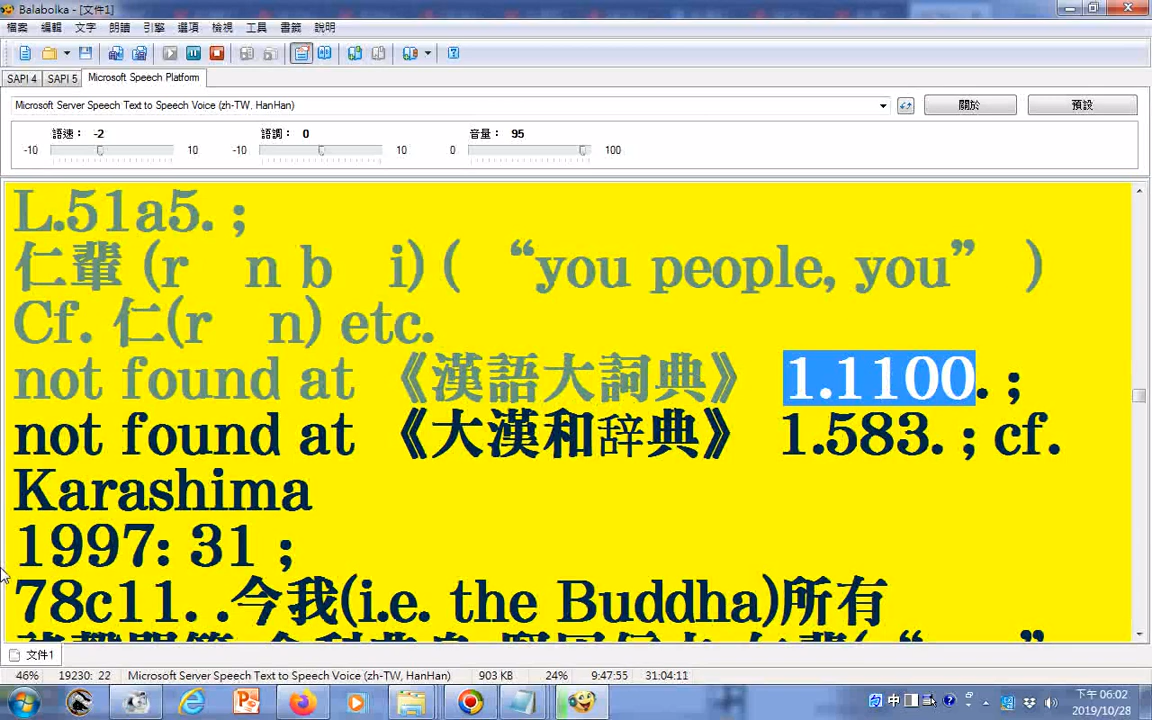 Balabolka - [文件1]
檔案 編輯 文字 朗讀 引擎 選項 檢視 工具 書籤 說明
SAPI 4 SAPI 5 Microsoft Speech Platform
Microsoft Server Speech Text to Speech Voice (zh-TW, HanHan) 關於 預設
語速： -2 語調： 0 音量： 95
-10 10 -10 10 0 100
L.51a5. ;
仁輩 (r n b i) ( “you people, you” )
Cf. 仁(r n) etc.
not found at 《漢語大詞典》 1.1100. ;
not found at 《大漢和辞典》 1.583. ; cf.
Karashima
1997: 31 ;
78c11. .今我(i.e. the Buddha)所有
文件1
46% 19230: 22 Microsoft Server Speech Text to Speech Voice (zh-TW, HanHan) 903 KB 24% 9:47:55 31:04:11
中
下午 06:02
2019/10/28